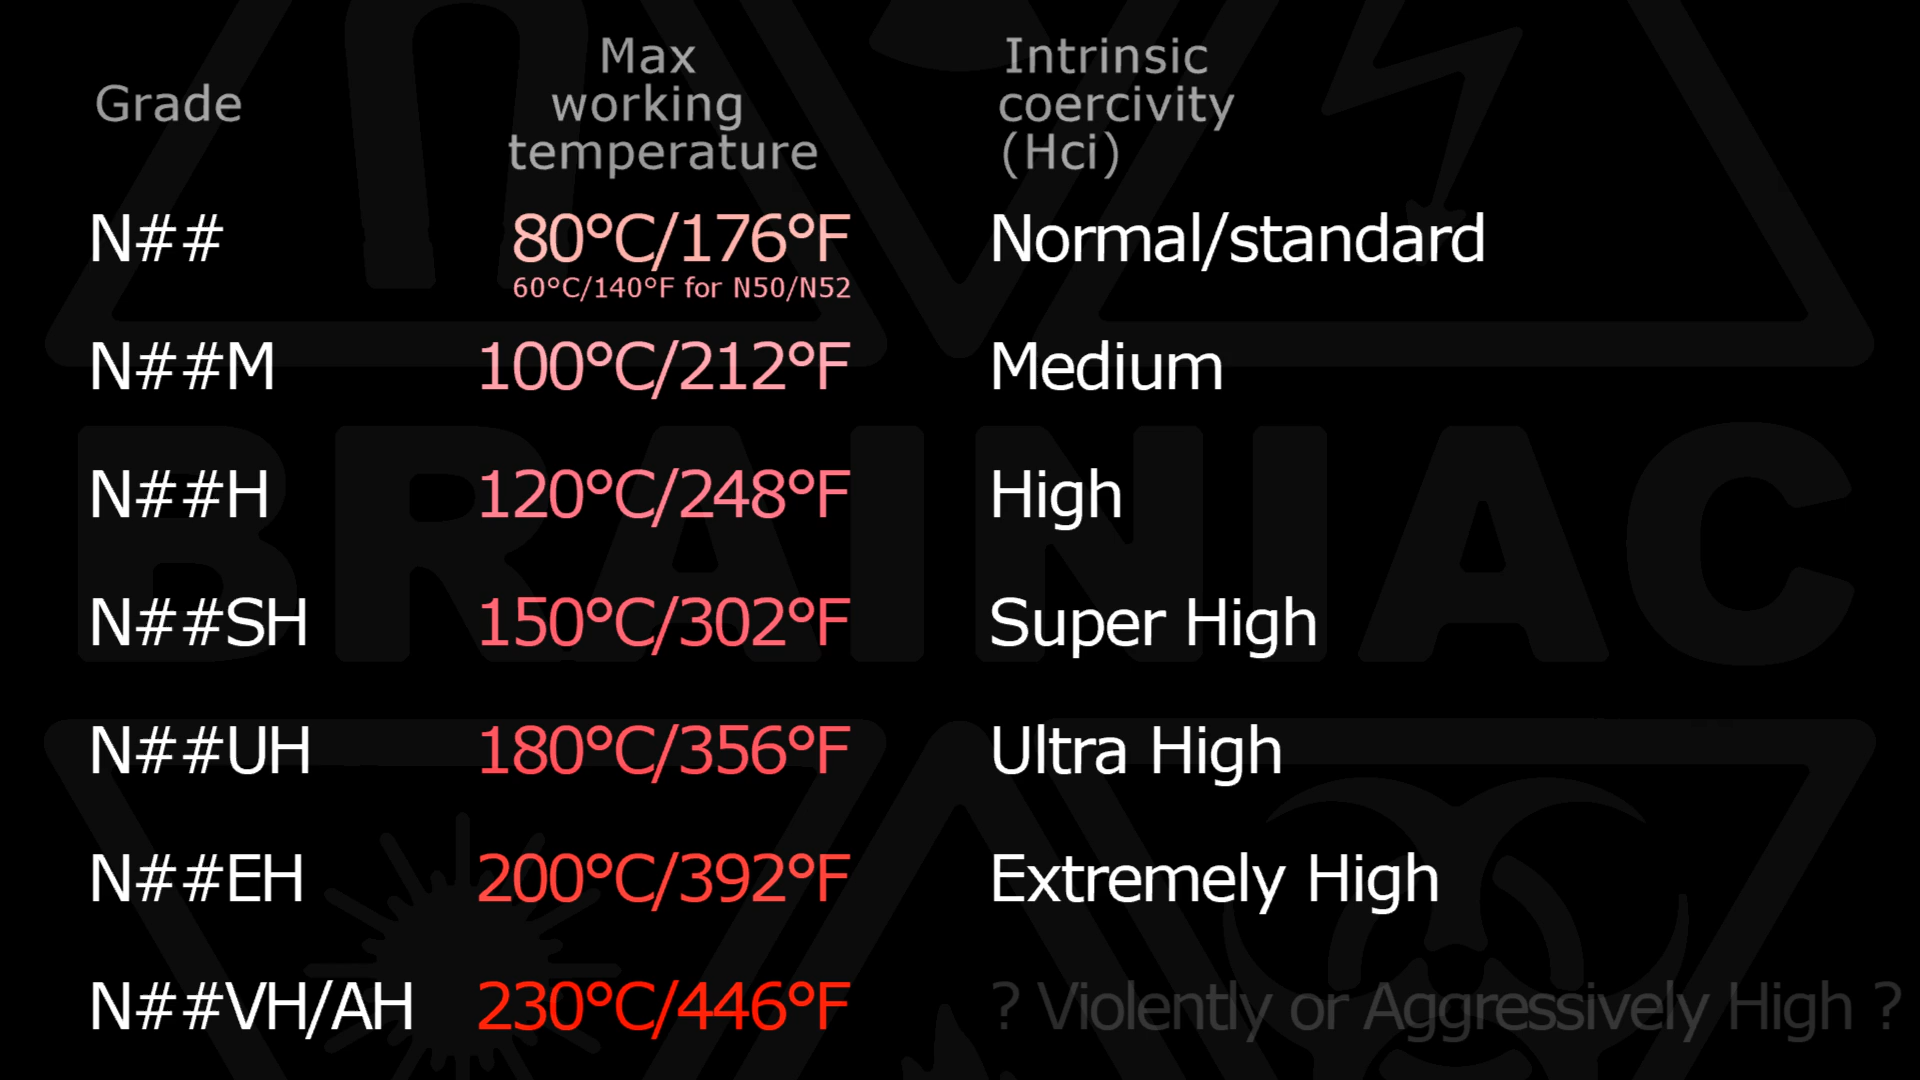 Grade
Max
working
temperature
Intrinsic
coercivity
(Hci)
N## 80°C/176°F Normal/standard
60°C/140°F for N50/N52
N##M 100°C/212°F Medium
N##H 120°C/248°F High
N##SH 150°C/302°F Super High
N##UH 180°C/356°F Ultra High
N##EH 200°C/392°F Extremely High
N##VH/AH 230°C/446°F ? Violently or Aggressively High ?
BRAINIAC